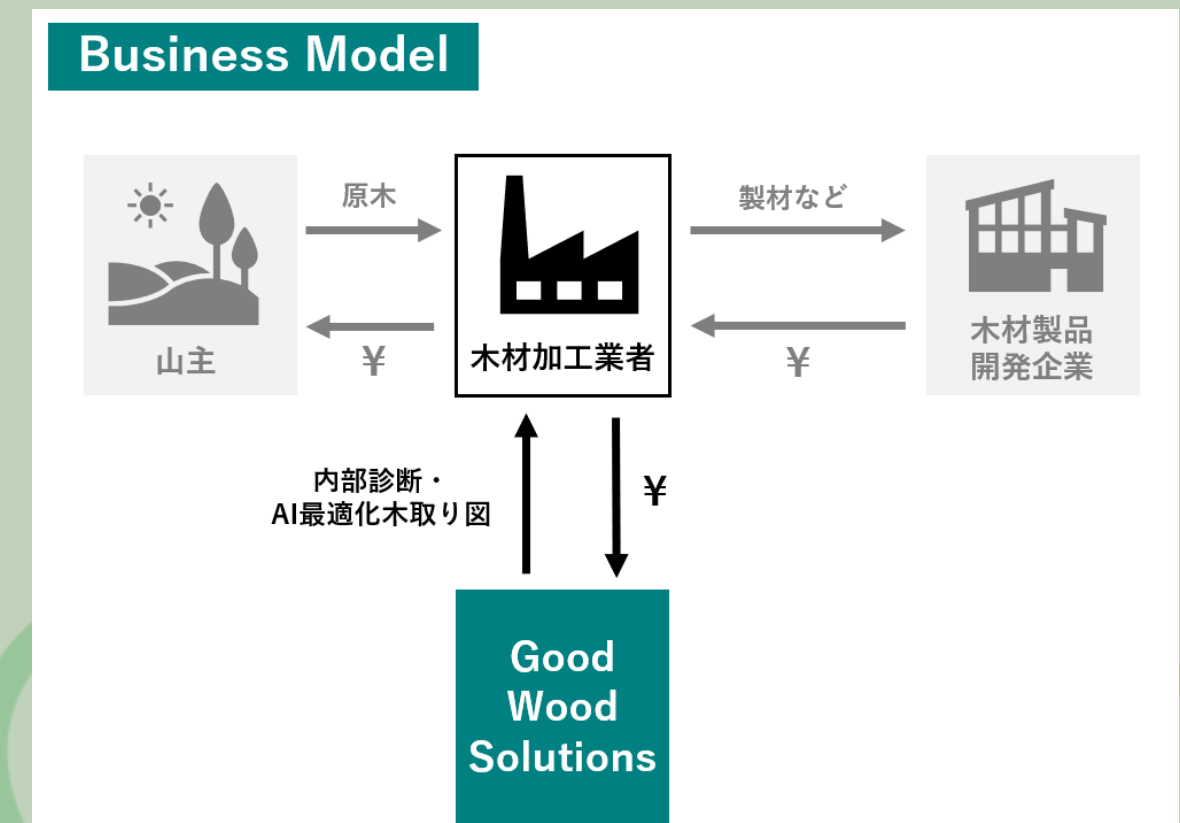 Business Model
原木
製材など
山主
¥
木材加工業者
¥
木材製品
開発企業
内部診断・
AI最適化木取り図
¥
Good
Wood
Solutions